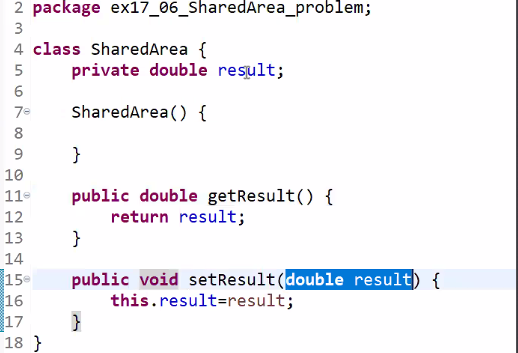 2 package ex17_06_SharedArea_problem;
3
4 class SharedArea {
5 private double result;
6
7 SharedArea() {
8
9 }
10
11 public double getResult() {
12 return result;
13 }
14
15 public void setResult(double result) {
16 this.result=result;
17 }
18 }